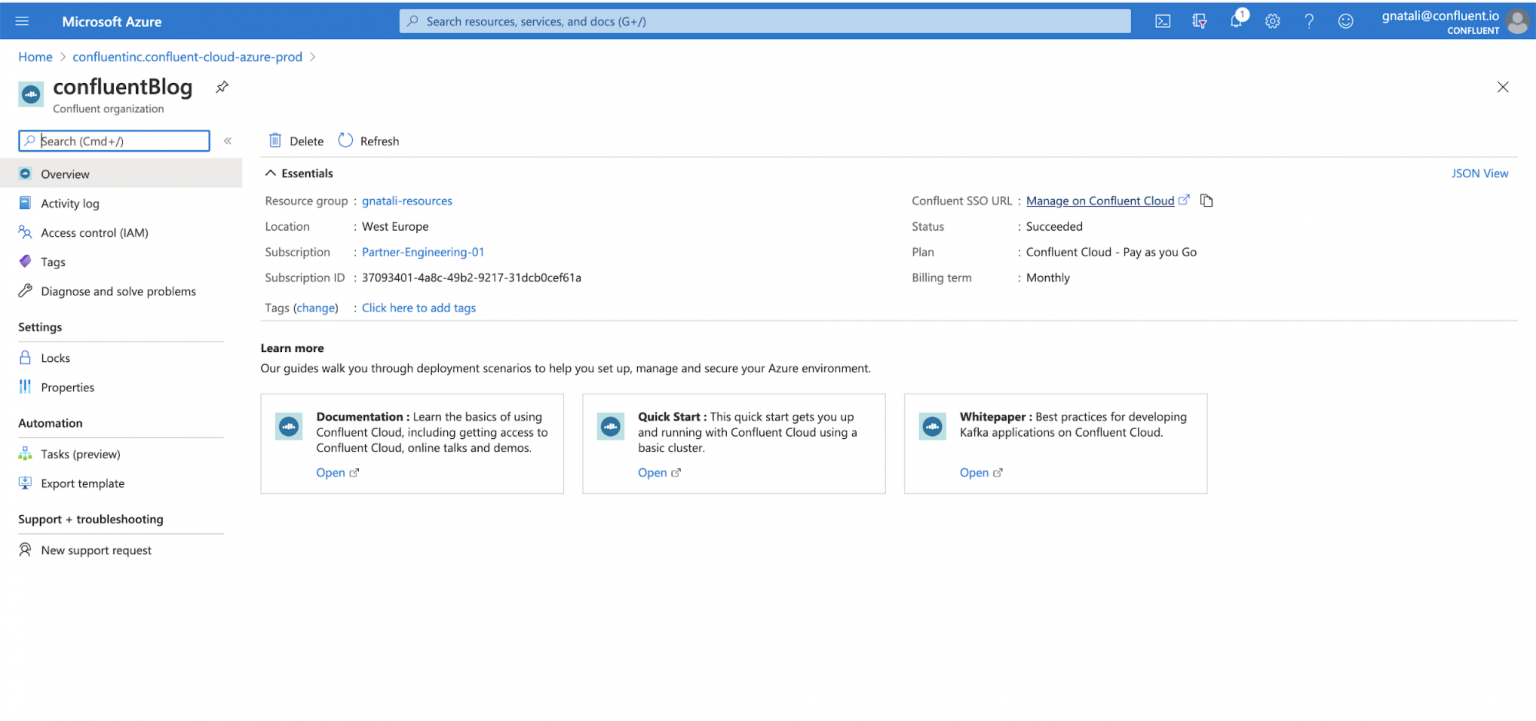 Microsoft Azure
Search resources, services, and docs (G+/)
1
gnatali@confluent.io
CONFLUENT
Home > confluentinc.confluent-cloud-azure-prod >
confluentBlog
Confluent organization
Search (Cmd+/)
«
Delete
Refresh
Overview
Activity log
Access control (IAM)
Tags
Diagnose and solve problems
Settings
Locks
Properties
Automation
Tasks (preview)
Export template
Support + troubleshooting
New support request
Essentials
JSON View
Resource group : gnatali-resources
Location : West Europe
Subscription : Partner-Engineering-01
Subscription ID : 37093401-4a8c-49b2-9217-31dcb0cef61a
Tags (change) : Click here to add tags
Confluent SSO URL : Manage on Confluent Cloud
Status : Succeeded
Plan : Confluent Cloud - Pay as you Go
Billing term : Monthly
Learn more
Our guides walk you through deployment scenarios to help you set up, manage and secure your Azure environment.
Documentation : Learn the basics of using
Confluent Cloud, including getting access to
Confluent Cloud, online talks and demos.
Open
Quick Start : This quick start gets you up
and running with Confluent Cloud using a
basic cluster.
Open
Whitepaper : Best practices for developing
Kafka applications on Confluent Cloud.
Open